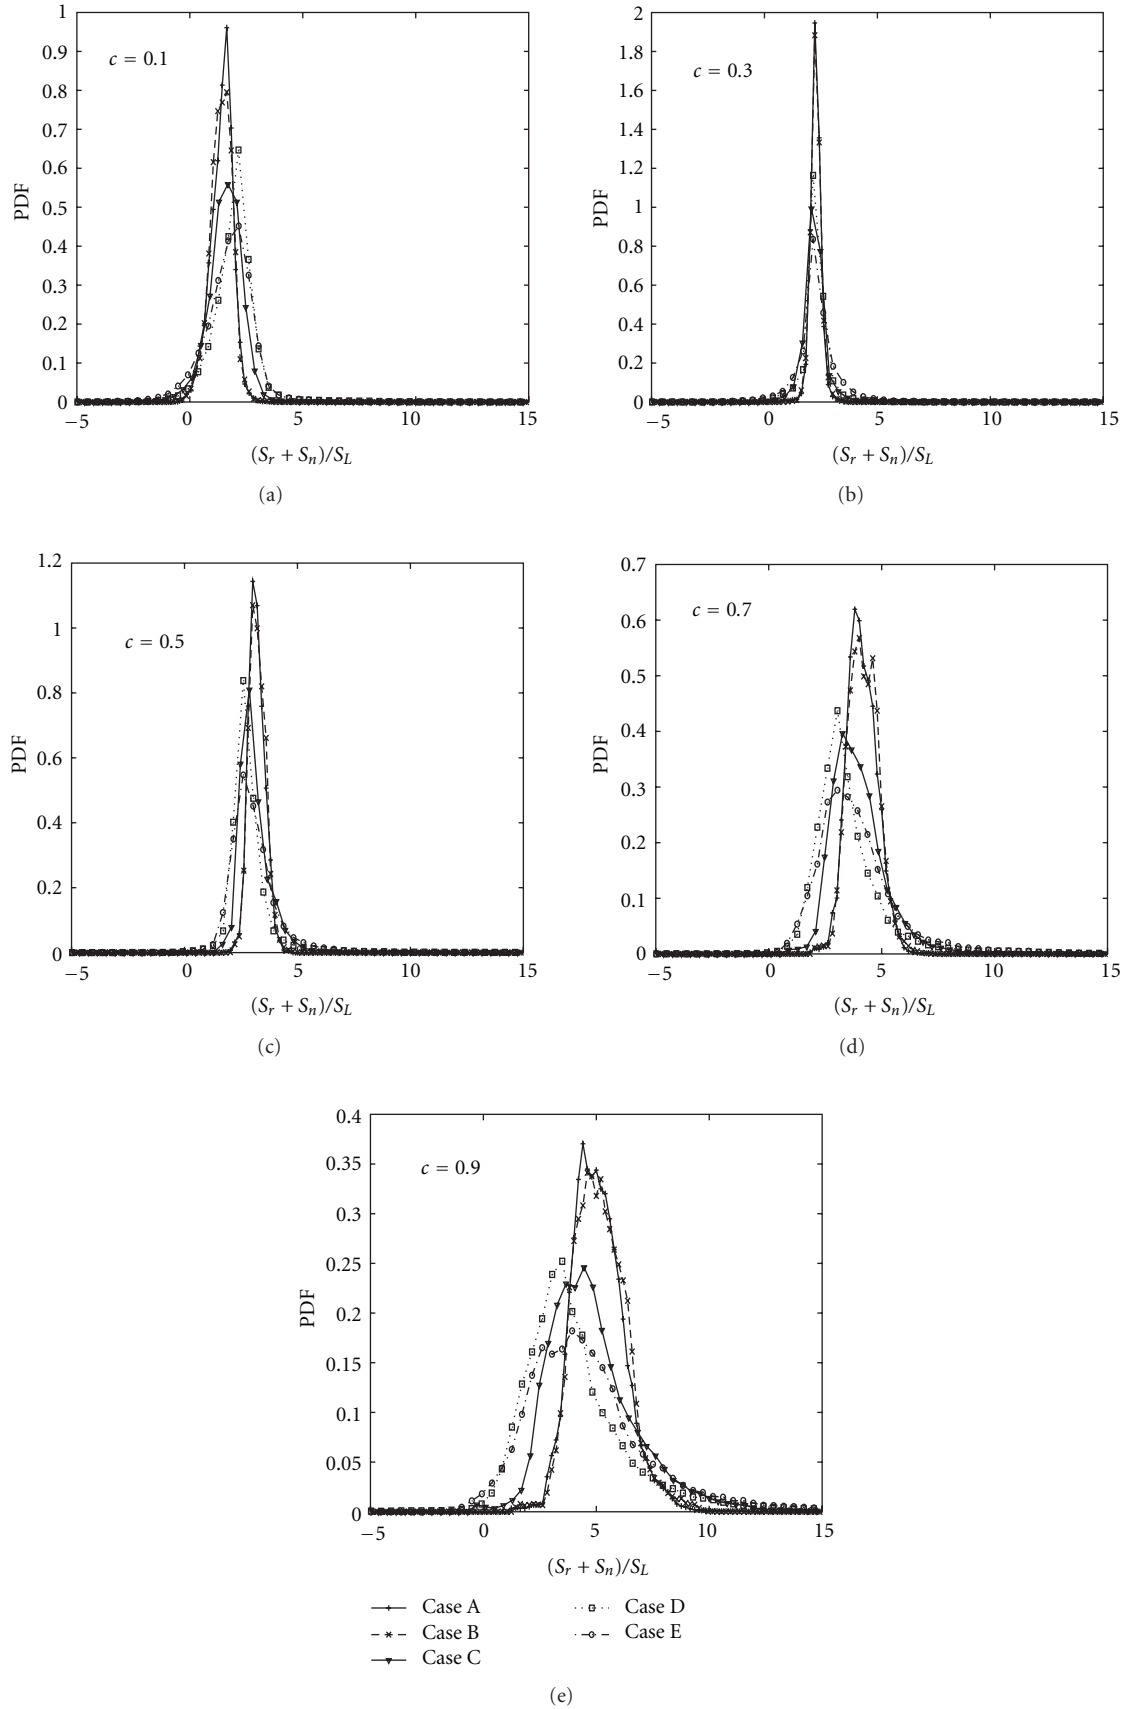 1
0.9
0.8
0.7
0.6
0.5
0.4
0.3
0.2
0.1
0
PDF
c = 0.1
−5 0 5 10 15
(Sr + Sn)/SL
(a)
2
1.8
1.6
1.4
1.2
1
0.8
0.6
0.4
0.2
0
PDF
c = 0.3
−5 0 5 10 15
(Sr + Sn)/SL
(b)
1.2
1
0.8
0.6
0.4
0.2
0
PDF
c = 0.5
−5 0 5 10 15
(Sr + Sn)/SL
(c)
0.7
0.6
0.5
0.4
0.3
0.2
0.1
0
PDF
c = 0.7
−5 0 5 10 15
(Sr + Sn)/SL
(d)
0.4
0.35
0.3
0.25
0.2
0.15
0.1
0.05
0
PDF
c = 0.9
−5 0 5 10 15
(Sr + Sn)/SL
Case A
Case B
Case C
Case D
Case E
(e)